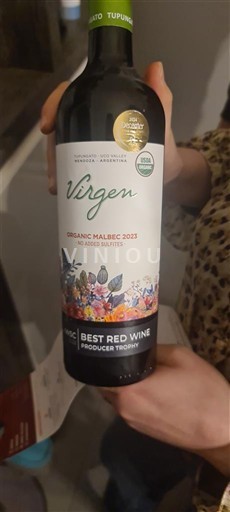 TUPUNGATO · UCO VALLEY
MENDOZA - ARGENTINA
Virgen
USDA
ORGANIC
ORGANIC MALBEC 2023
NO ADDED SULFITES
VINIOU
BEST RED WINE
PRODUCER TROPHY